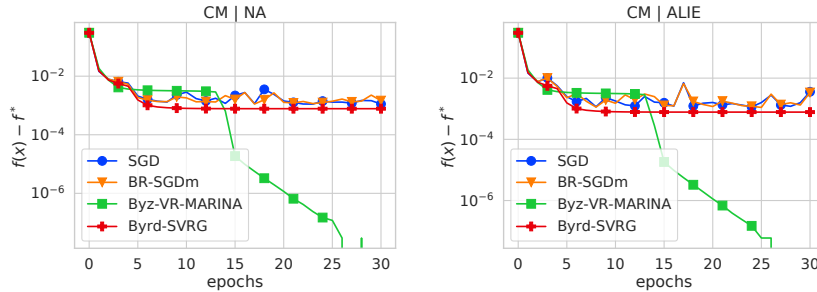 CM | NA
f(x) − f*
10⁻²
10⁻⁴
10⁻⁶
SGD
BR-SGDm
Byz-VR-MARINA
Byrd-SVRG
0 5 10 15 20 25 30
epochs
CM | ALIE
f(x) − f*
10⁻²
10⁻⁴
10⁻⁶
SGD
BR-SGDm
Byz-VR-MARINA
Byrd-SVRG
0 5 10 15 20 25 30
epochs